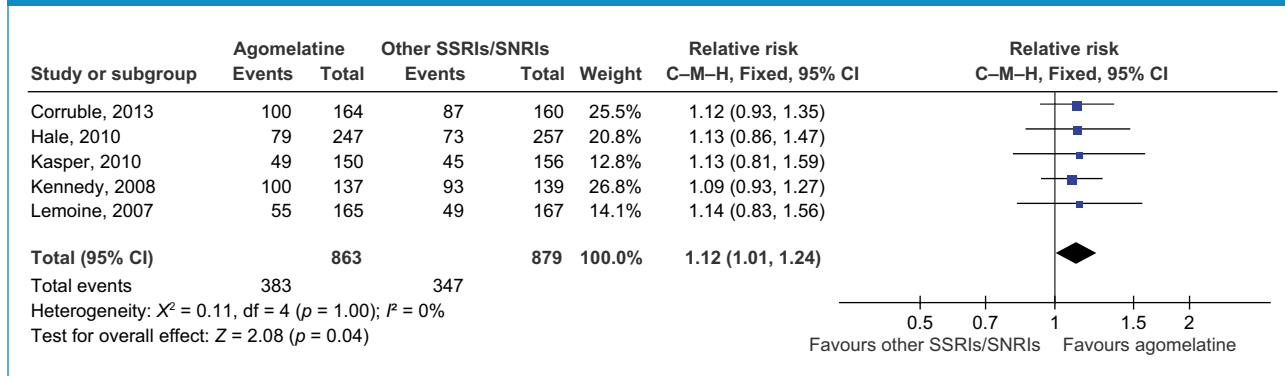 Agomelatine Other SSRIs/SNRIs Relative risk Relative risk
Study or subgroup Events Total Events Total Weight C–M–H, Fixed, 95% CI C–M–H, Fixed, 95% CI
Corruble, 2013 100 164 87 160 25.5% 1.12 (0.93, 1.35)
Hale, 2010 79 247 73 257 20.8% 1.13 (0.86, 1.47)
Kasper, 2010 49 150 45 156 12.8% 1.13 (0.81, 1.59)
Kennedy, 2008 100 137 93 139 26.8% 1.09 (0.93, 1.27)
Lemoine, 2007 55 165 49 167 14.1% 1.14 (0.83, 1.56)
Total (95% CI) 863 879 100.0% 1.12 (1.01, 1.24)
Total events 383 347
Heterogeneity: X² = 0.11, df = 4 (p = 1.00); I² = 0%
Test for overall effect: Z = 2.08 (p = 0.04)
0.5 0.7 1 1.5 2
Favours other SSRIs/SNRIs Favours agomelatine